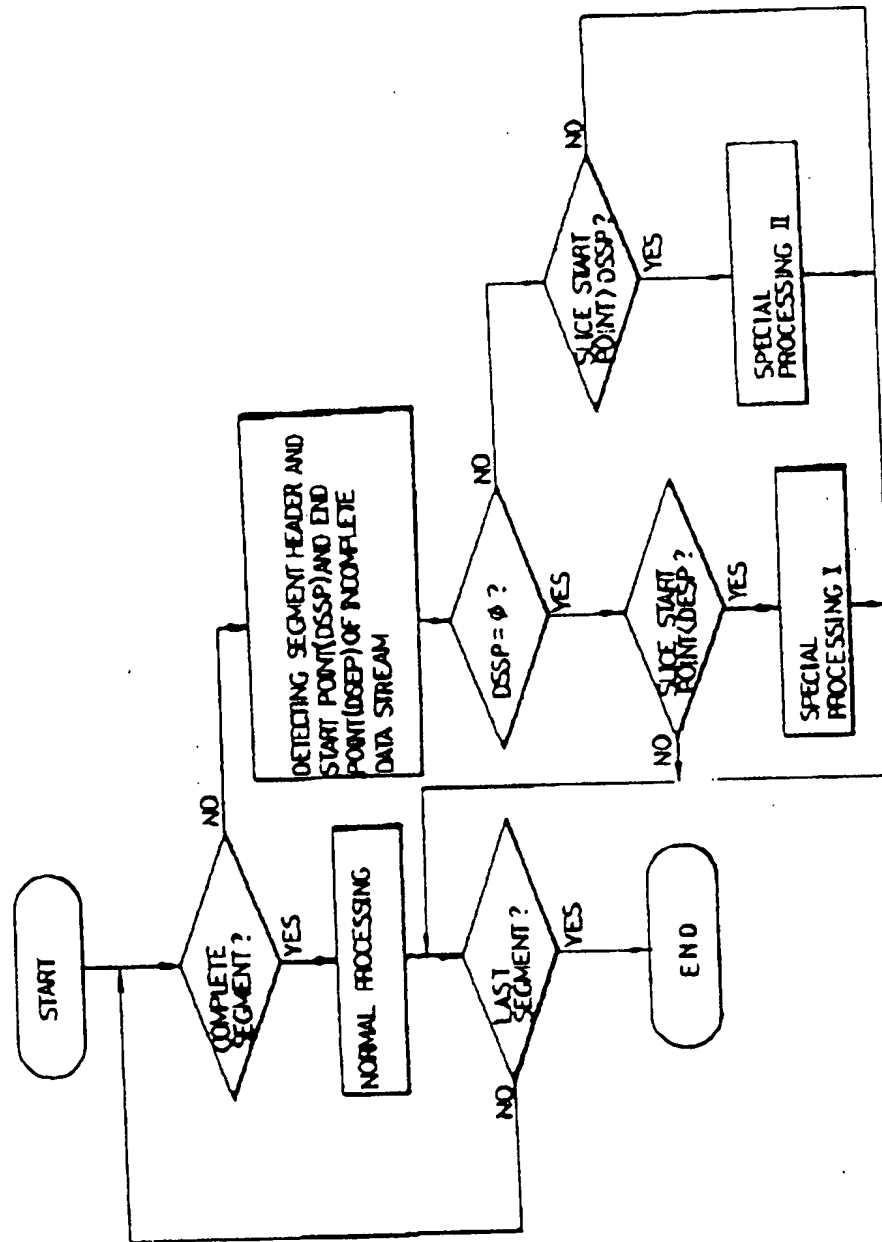 START
COMPLETE
SEGMENT?
YES
NO
NORMAL PROCESSING
LAST
SEGMENT?
NO
YES
END
DETECTING SEGMENT HEADER AND
START POINT(DSSP) AND END
POINT(DSEP) OF INCOMPLETE
DATA STREAM
DSSP=ø?
NO
YES
SLICE START
POINT⟨DESP?
NO
YES
SPECIAL
PROCESSING I
SLICE START
POINT⟩DSSP?
NO
YES
SPECIAL
PROCESSING II